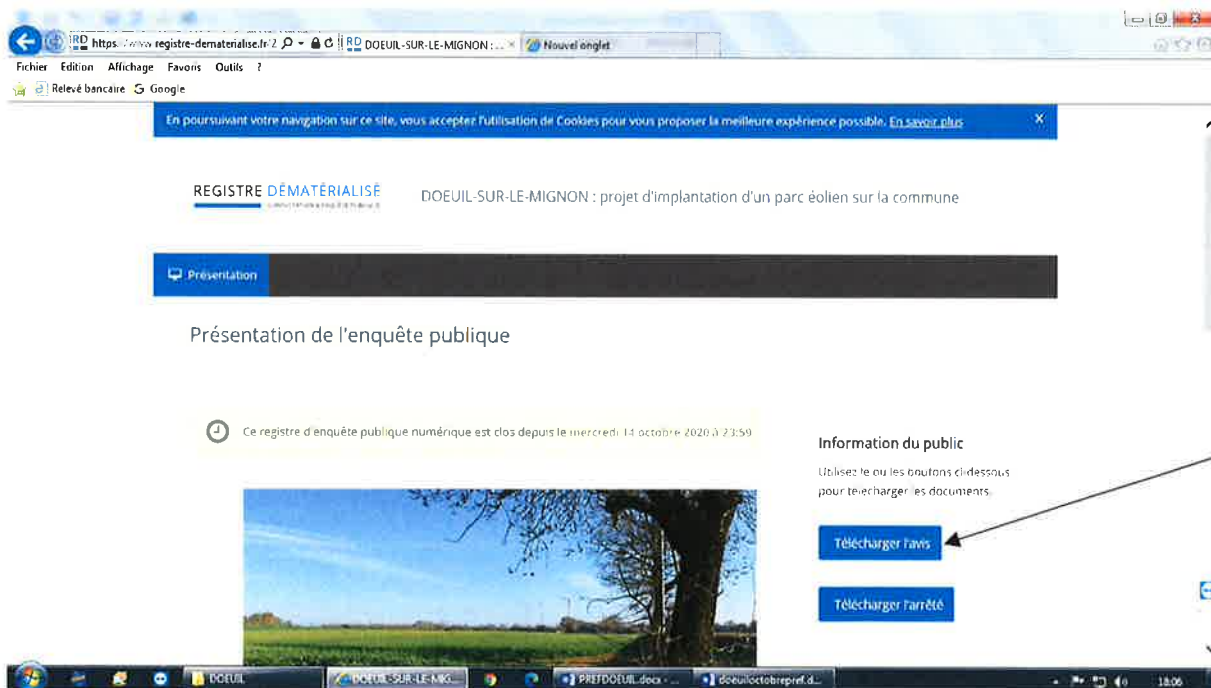 https://www.registre-dematerialise.fr/2
RD DOEUIL-SUR-LE-MIGNON : ...
Nouvel onglet
Fichier Edition Affichage Favoris Outils ?
Relevé bancaire G Google
En poursuivant votre navigation sur ce site, vous acceptez l'utilisation de Cookies pour vous proposer la meilleure expérience possible. En savoir plus X
REGISTRE DÉMATÉRIALISÉ
DOEUIL-SUR-LE-MIGNON : projet d'implantation d'un parc éolien sur la commune
Présentation
Présentation de l'enquête publique
Ce registre d'enquête publique numérique est clos depuis le mercredi 14 octobre 2020 à 23:59
Information du public
Utilisez le ou les boutons ci-dessous
pour télécharger les documents.
Télécharger l'avis
Télécharger l'arrêté
DOEUIL
DOEUIL-SUR-LE-MIG...
PREFDOEUIL.docx - ...
doeuiloctobrepref.d...
18:06